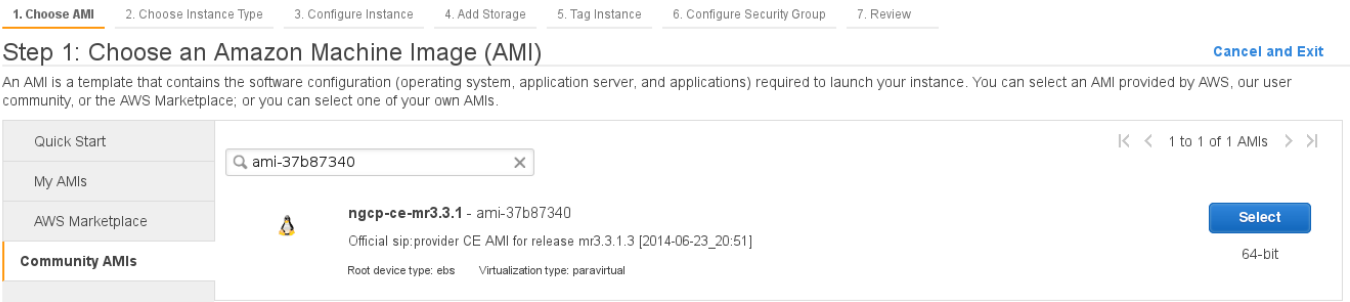 1. Choose AMI 2. Choose Instance Type 3. Configure Instance 4. Add Storage 5. Tag Instance 6. Configure Security Group 7. Review
Step 1: Choose an Amazon Machine Image (AMI)
Cancel and Exit
An AMI is a template that contains the software configuration (operating system, application server, and applications) required to launch your instance. You can select an AMI provided by AWS, our user
community, or the AWS Marketplace; or you can select one of your own AMIs.
Quick Start
My AMIs
AWS Marketplace
Community AMIs
1 to 1 of 1 AMIs
ami-37b87340
ngcp-ce-mr3.3.1 - ami-37b87340
Official sip:provider CE AMI for release mr3.3.1.3 [2014-06-23_20:51]
Root device type: ebs Virtualization type: paravirtual
Select
64-bit